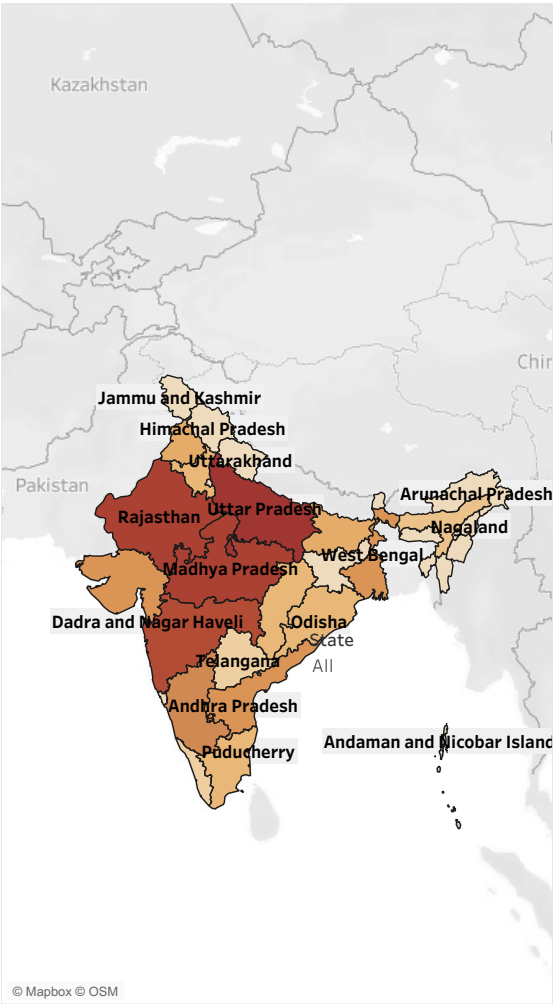 Kazakhstan
Chin
Jammu and Kashmir
Himachal Pradesh
Uttarakhand
Pakistan
Arunachal Pradesh
Uttar Pradesh
Rajasthan
Nagaland
West Bengal
Madhya Pradesh
Dadra and Nagar Haveli
Odisha
State
Telangana
All
Andhra Pradesh
Andaman and Nicobar Island
Puducherry
© Mapbox © OSM